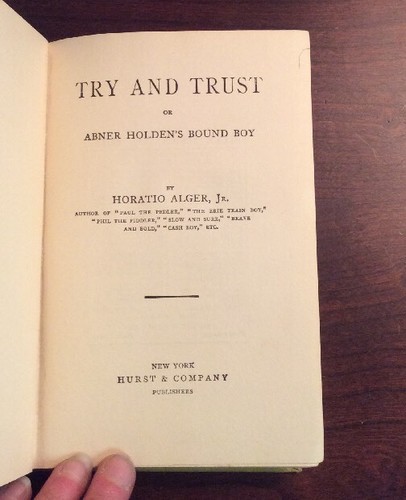 TRY AND TRUST
OR
ABNER HOLDEN'S BOUND BOY
BY
HORATIO ALGER, JR.
AUTHOR OF "PAUL THE PEDLER," "THE ERIE TRAIN BOY,"
"PHIL THE FIDDLER," "SLOW AND SURE," "BRAVE
AND BOLD," "CASH BOY," ETC.
NEW YORK
HURST & COMPANY
PUBLISHERS